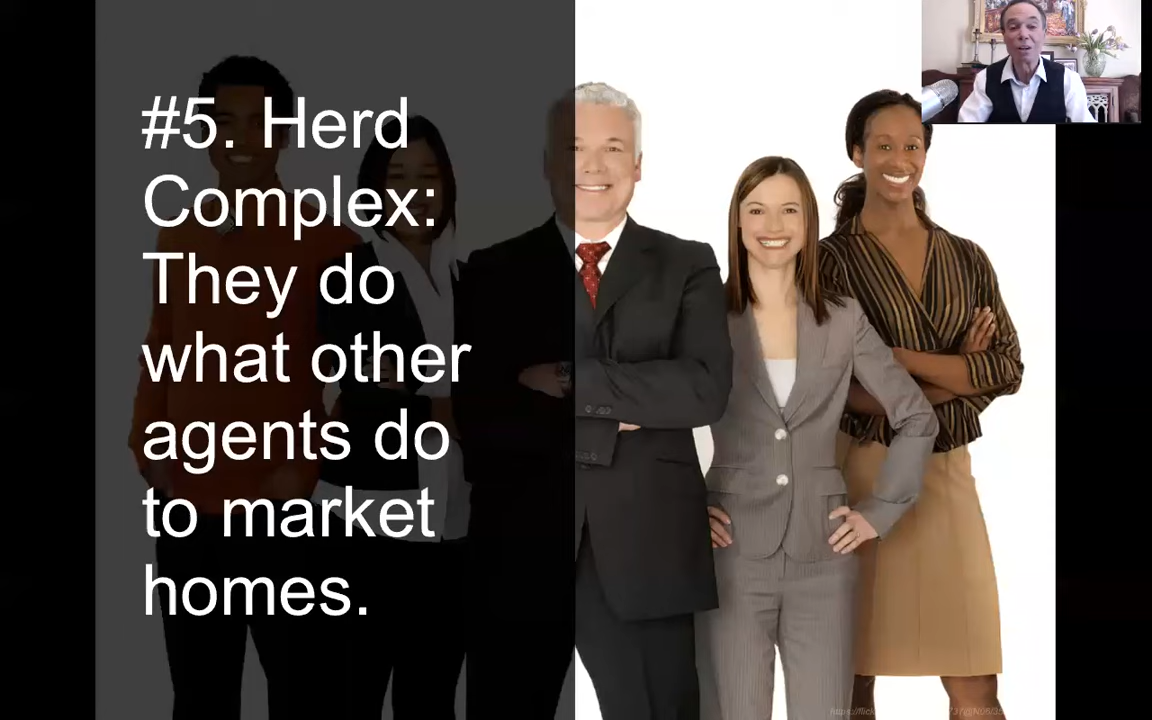 #5. Herd
Complex:
They do
what other
agents do
to market
homes.